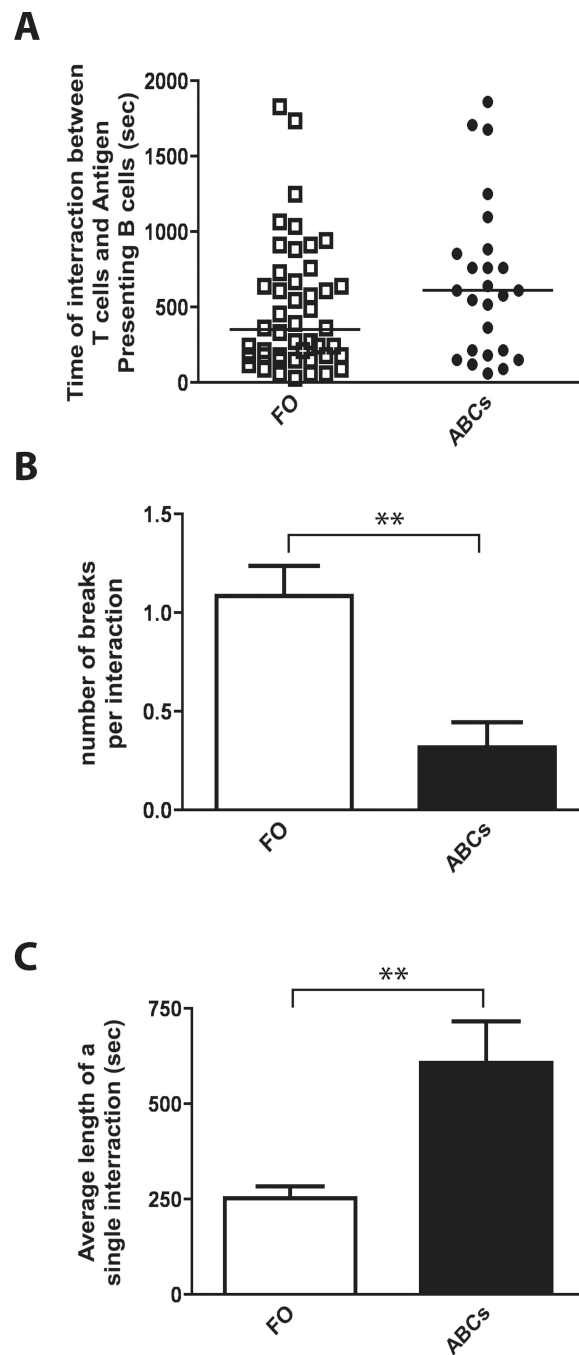 A
Time of interraction between
T cells and Antigen
Presenting B cells (sec)
2000
1500
1000
500
0
FO
ABCs
B
number of breaks
per interaction
1.5
1.0
0.5
0.0
**
FO
ABCs
C
Average length of a
single interraction (sec)
750
500
250
0
**
FO
ABCs